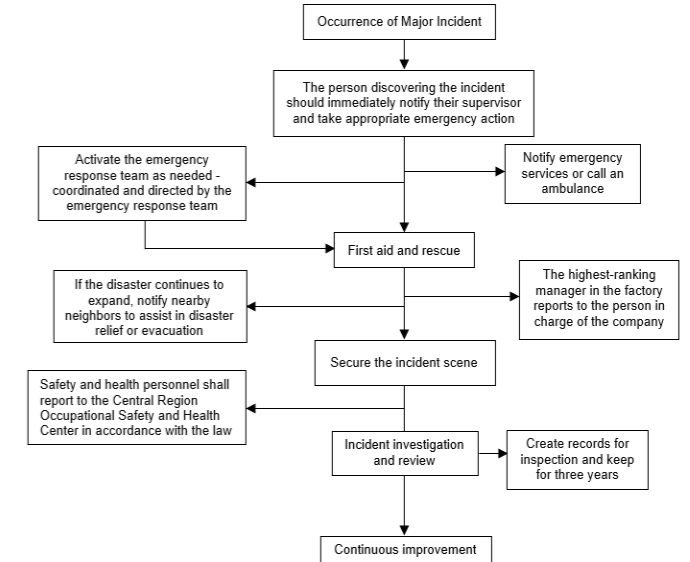 Occurrence of Major Incident
The person discovering the incident
should immediately notify their supervisor
and take appropriate emergency action
Activate the emergency
response team as needed -
coordinated and directed by the
emergency response team
Notify emergency
services or call an
ambulance
First aid and rescue
If the disaster continues to
expand, notify nearby
neighbors to assist in disaster
relief or evacuation
The highest-ranking
manager in the factory
reports to the person in
charge of the company
Secure the incident scene
Safety and health personnel shall
report to the Central Region
Occupational Safety and Health
Center in accordance with the law
Incident investigation
and review
Create records for
inspection and keep
for three years
Continuous improvement